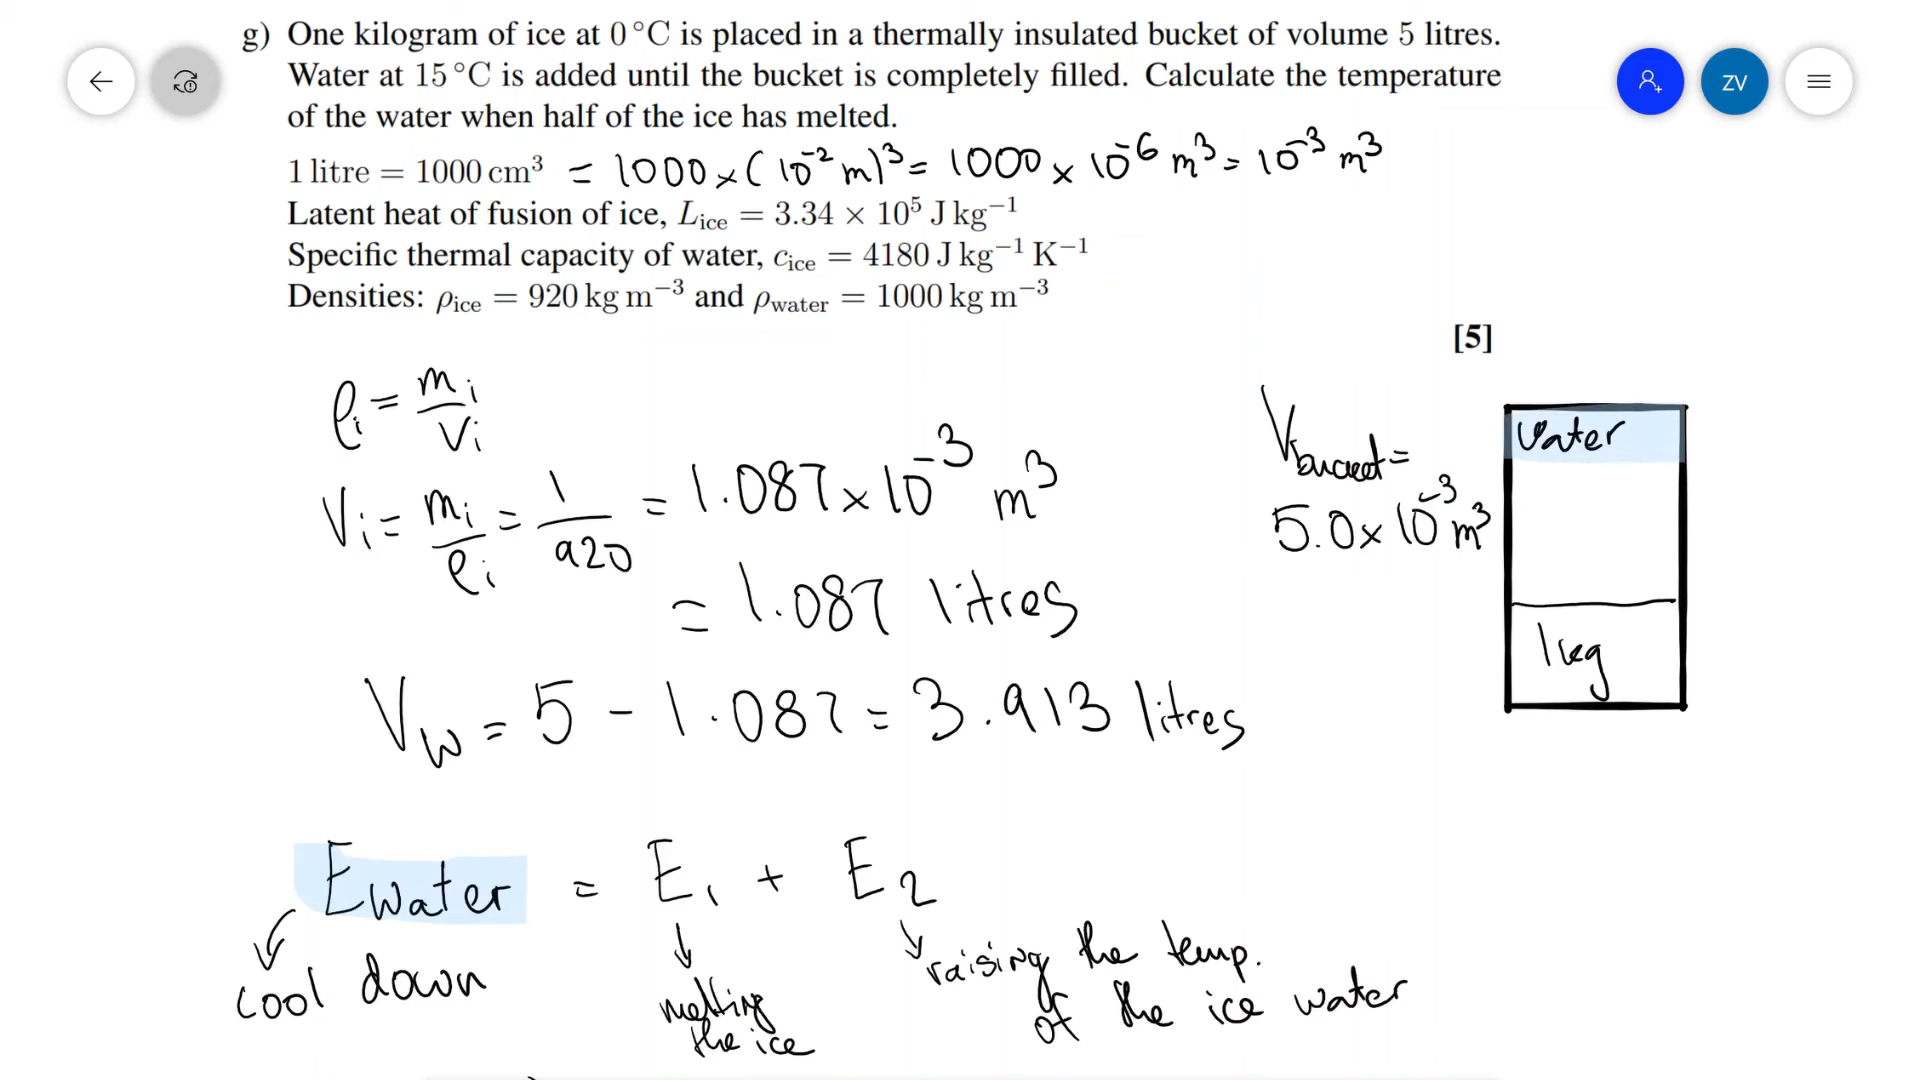 g) One kilogram of ice at 0 °C is placed in a thermally insulated bucket of volume 5 litres.
Water at 15 °C is added until the bucket is completely filled. Calculate the temperature
of the water when half of the ice has melted.
1 litre = 1000 cm³ = 1000 × (10⁻² m)³ = 1000 × 10⁻⁶ m³ = 10⁻³ m³
Latent heat of fusion of ice, L_ice = 3.34 × 10⁵ J kg⁻¹
Specific thermal capacity of water, c_ice = 4180 J kg⁻¹ K⁻¹
Densities: ρ_ice = 920 kg m⁻³ and ρ_water = 1000 kg m⁻³
[5]
ZV
ρᵢ = mᵢ / Vᵢ
Vᵢ = mᵢ / ρᵢ = 1 / 920 = 1.087 × 10⁻³ m³
= 1.087 litres
V_w = 5 - 1.087 = 3.913 litres
V_bucket =
5.0 × 10⁻³ m³
water
1 kg
E_water = E₁ + E₂
cool down
melting
the ice
raising the temp.
of the ice water